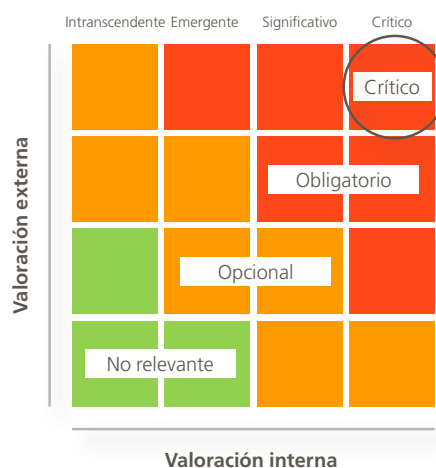 Intranscendente Emergente Significativo Crítico
Crítico
Obligatorio
Opcional
No relevante
Valoración externa
Valoración interna